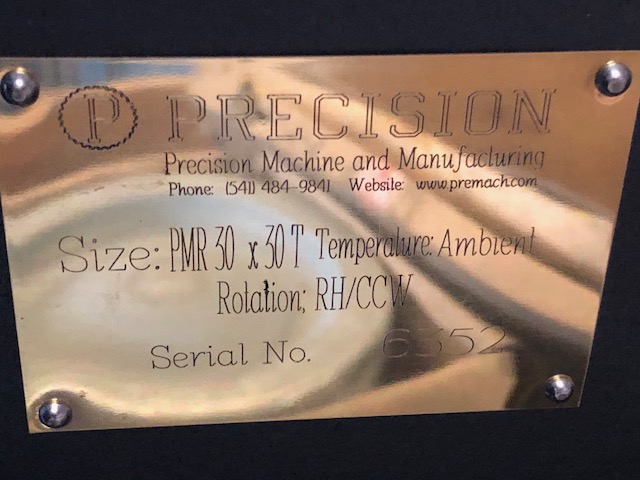 P PRECISION
Precision Machine and Manufacturing
Phone: (541) 484-9841 Website: www.premach.com
Size: PMR 30 x 30 T Temperature: Ambient
Rotation; RH/CCW
Serial No. 6352